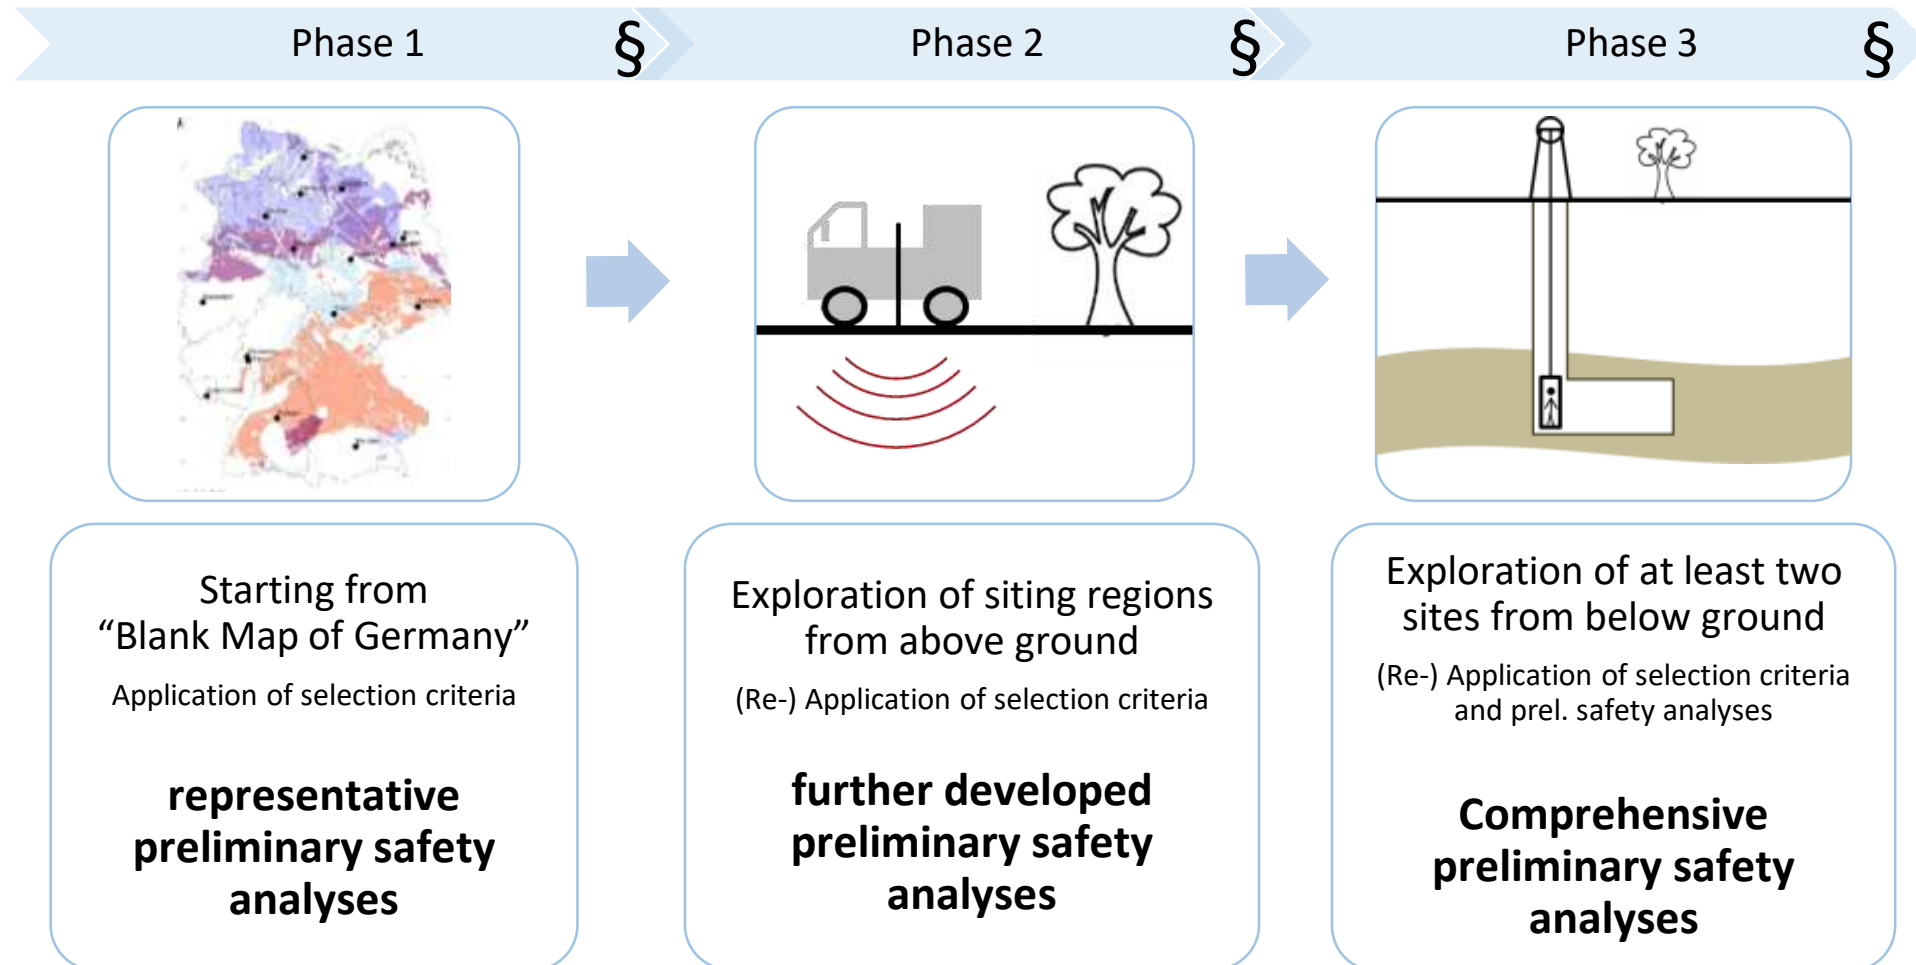 Phase 1 § Phase 2 § Phase 3 §
Starting from
“Blank Map of Germany”
Application of selection criteria
representative
preliminary safety
analyses
Exploration of siting regions
from above ground
(Re-) Application of selection criteria
further developed
preliminary safety
analyses
Exploration of at least two
sites from below ground
(Re-) Application of selection criteria
and prel. safety analyses
Comprehensive
preliminary safety
analyses